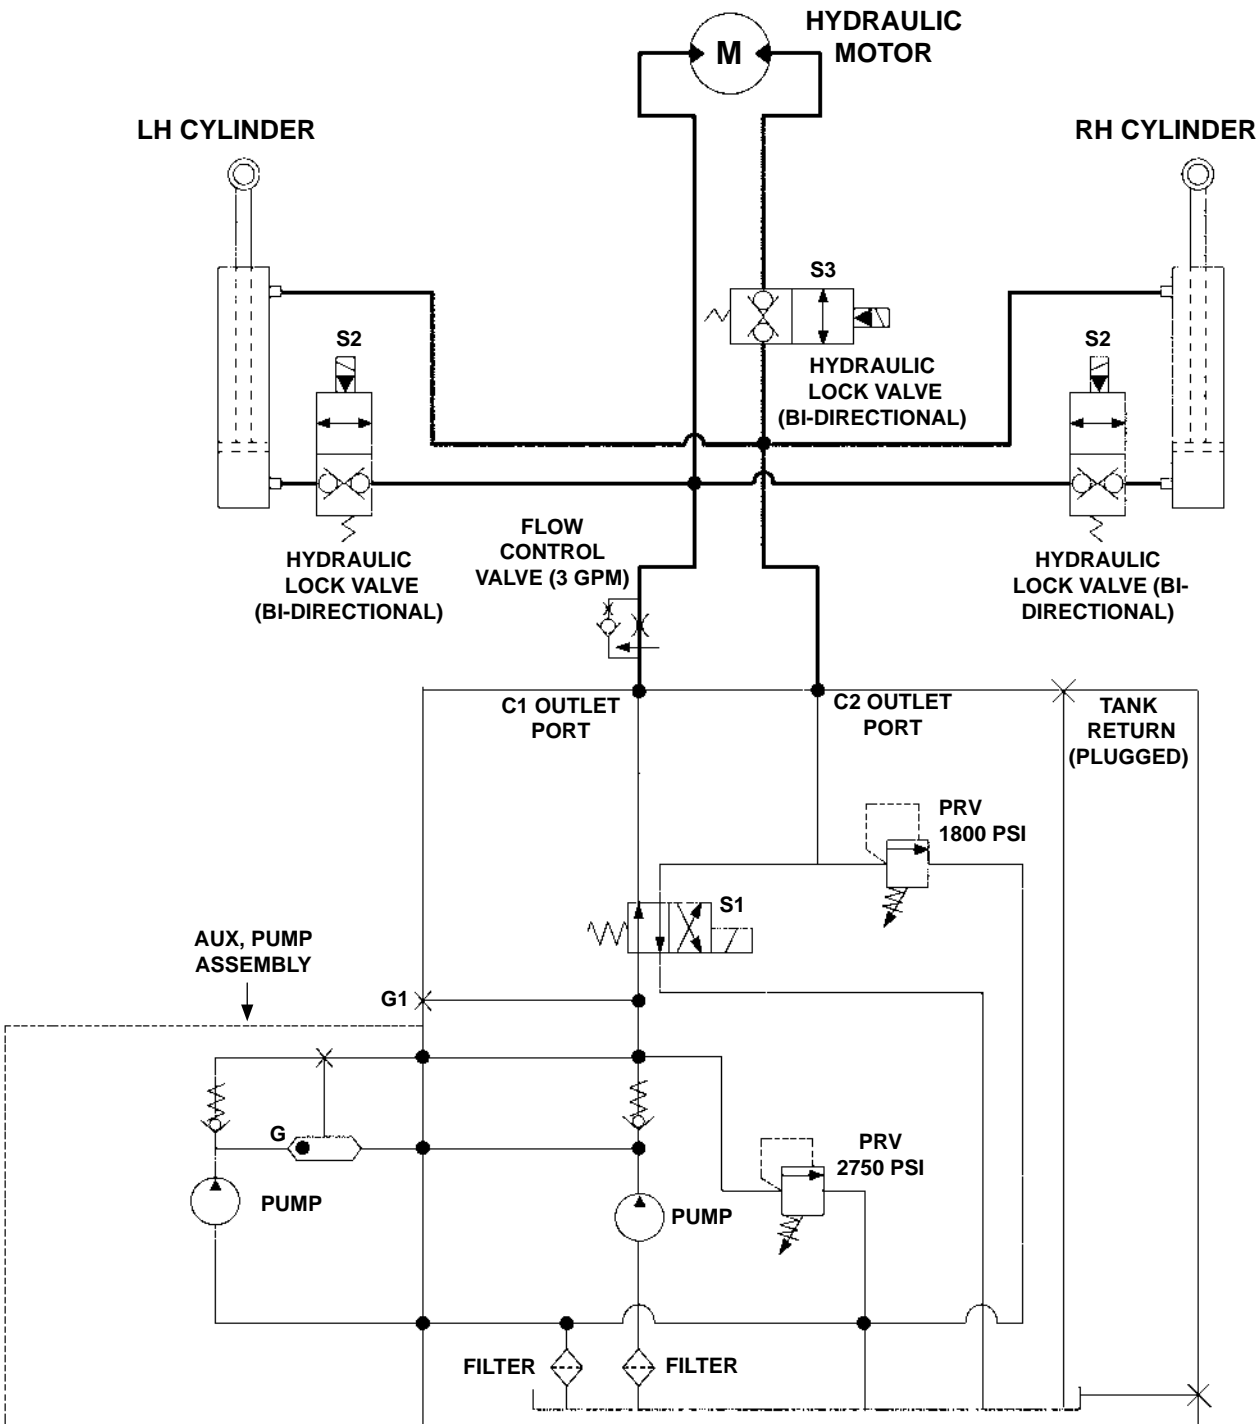 HYDRAULIC
MOTOR
M
LH CYLINDER
RH CYLINDER
S3
S2
S2
HYDRAULIC
LOCK VALVE
(BI-DIRECTIONAL)
FLOW
CONTROL
VALVE (3 GPM)
HYDRAULIC
LOCK VALVE
(BI-DIRECTIONAL)
HYDRAULIC
LOCK VALVE (BI-
DIRECTIONAL)
C1 OUTLET
PORT
C2 OUTLET
PORT
TANK
RETURN
(PLUGGED)
PRV
1800 PSI
S1
AUX, PUMP
ASSEMBLY
G1
G
PRV
2750 PSI
PUMP
PUMP
FILTER
FILTER